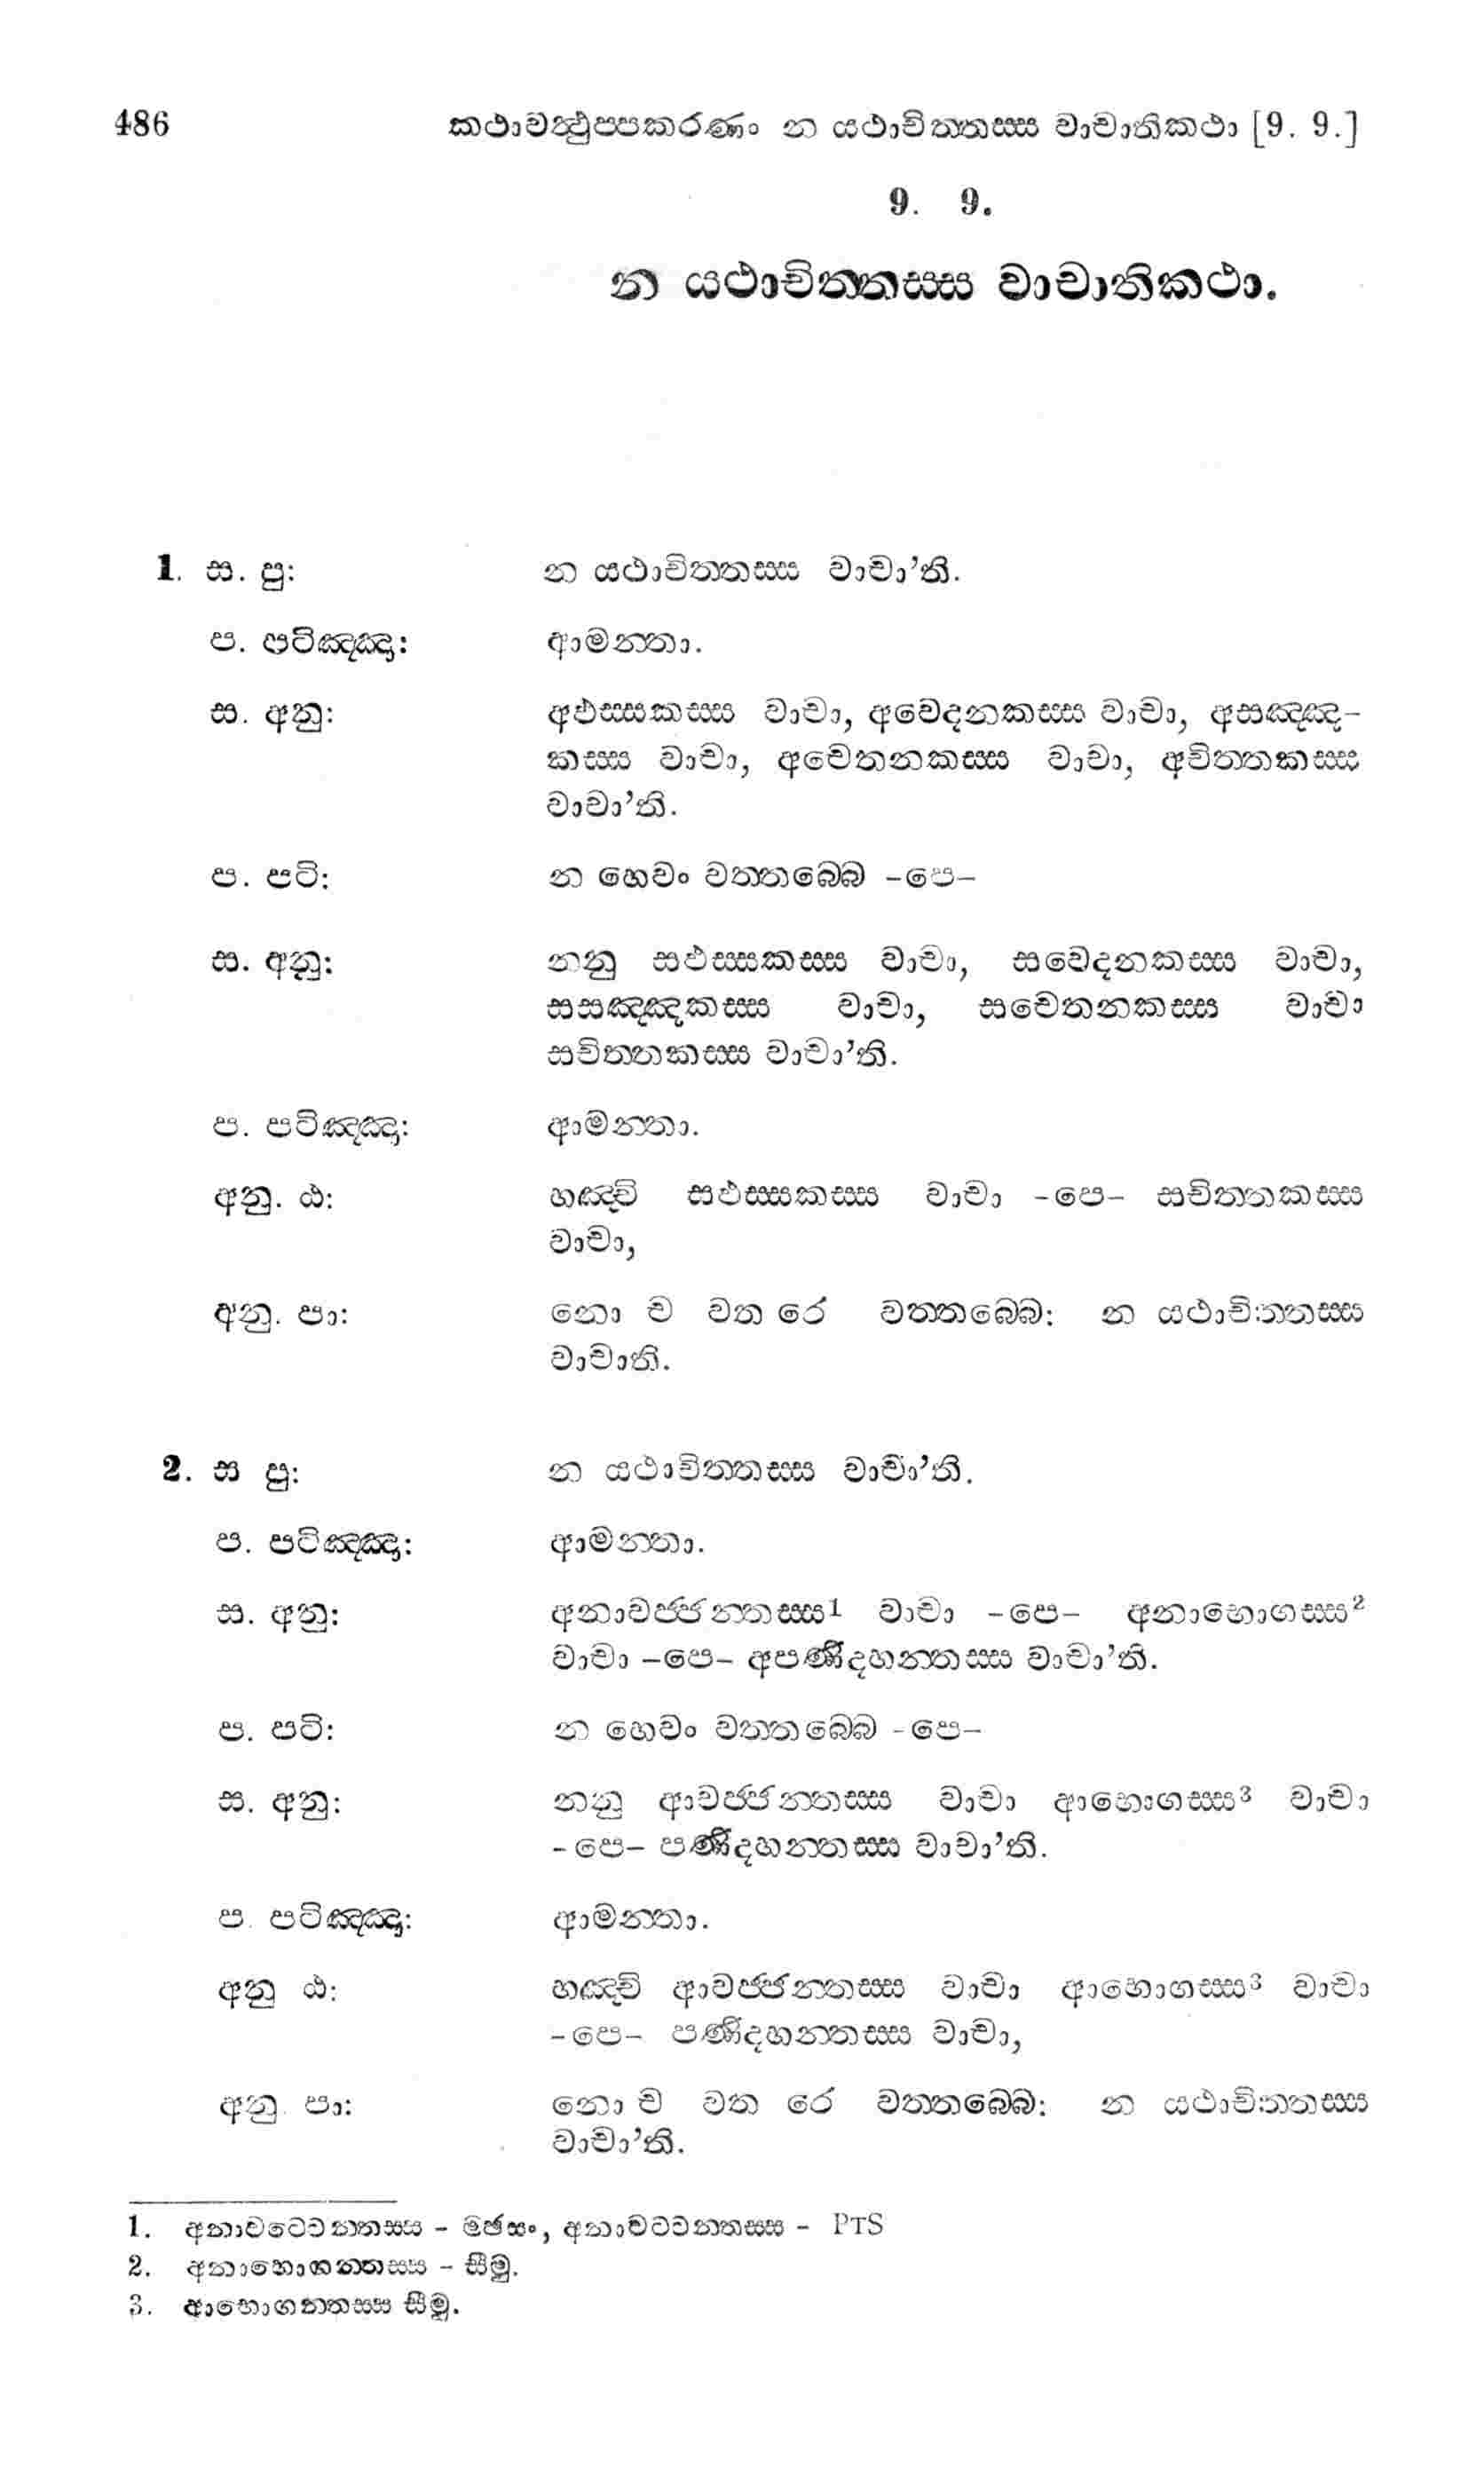 486 කථාවත්‍ථුප්පකරණං න යථාචිත්තස්ස වාචාතිකථා [9. 9.]
9. 9.
න යථාචිත්තස්ස වාචාතිකථා.
1. ස. පු: න යථාචිත්තස්ස වාචා’ති.
ප. පටිඤ්ඤා: ආමන්තා.
ස. අනු: අඵස්සකස්ස වාචා, අවෙදනකස්ස වාචා, අසඤ්ඤ-
කස්ස වාචා, අචෙතනකස්ස වාචා, අචිත්තකස්ස
වාචා’ති.
ප. පටි: න හෙවං වත්තබ්බෙ -පෙ-
ස. අනු: නනු සඵස්සකස්ස වාචා, සවෙදනකස්ස වාචා,
සසඤ්ඤකස්ස වාචා, සචෙතනකස්ස වාචා
සචිත්තකස්ස වාචා’ති.
ප. පටිඤ්ඤා: ආමන්තා.
අනු. ඨ: හඤ්චි සඵස්සකස්ස වාචා -පෙ- සචිත්තකස්ස
වාචා,
අනු. පා: නො ච වත රෙ වත්තබ්බෙ: න යථාචිත්තස්ස
වාචාති.
2. ස පු: න යථාචිත්තස්ස වාචා’ති.
ප. පටිඤ්ඤා: ආමන්තා.
ස. අනු: අනාවජ්ජන්තස්ස1 වාචා -පෙ- අනාභොගස්ස2
වාචා -පෙ- අපණිදහන්තස්ස වාචා’ති.
ප. පටි: න හෙවං වත්තබ්බෙ -පෙ-
ස. අනු: නනු ආවජ්ජන්තස්ස වාචා ආභොගස්ස3 වාචා
-පෙ- පණිදහන්තස්ස වාචා’ති.
ප. පටිඤ්ඤා: ආමන්තා.
අනු ඨ: හඤ්චි ආවජ්ජන්තස්ස වාචා ආභොගස්ස3 වාචා
-පෙ- පණිදහන්තස්ස වාචා,
අනු. පා: නො ච වත රෙ වත්තබ්බෙ: න යථාචිත්තස්ස
වාචා’ති.
1. අනාවට්ටෙන්තස්ස - මජසං, අනාවට්ටන්තස්ස - PTS
2. අනාභොගන්තස්ස - සීමු.
3. ආභොගන්තස්ස සීමු.